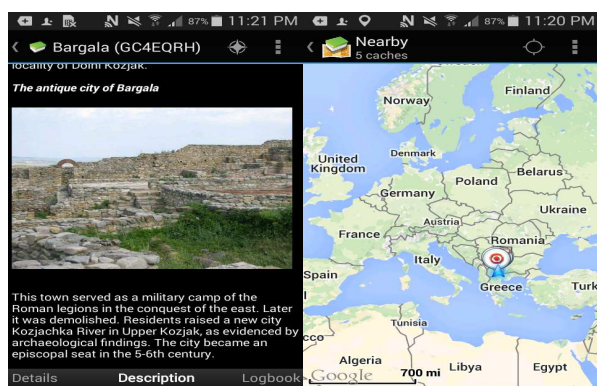 87% 11:21 PM
Bargala (GC4EQRH)
locality of Dolni Kozjak.
The antique city of Bargala
This town served as a military camp of the
Roman legions in the conquest of the east. Later
it was demolished. Residents raised a new city
Kozjachka River in Upper Kozjak, as evidenced by
archaeological findings. The city became an
episcopal seat in the 5-6th century.
Details Description Logbook
87% 11:20 PM
Nearby
5 caches
Norway
Finland
United
Kingdom
Denmark
Belarus
Poland
Germany
Ukraine
Austria
France
Romania
Italy
Spain
Greece
Turk
Tunisia
cco
Algeria
Libya
Egypt
Google
700 mi